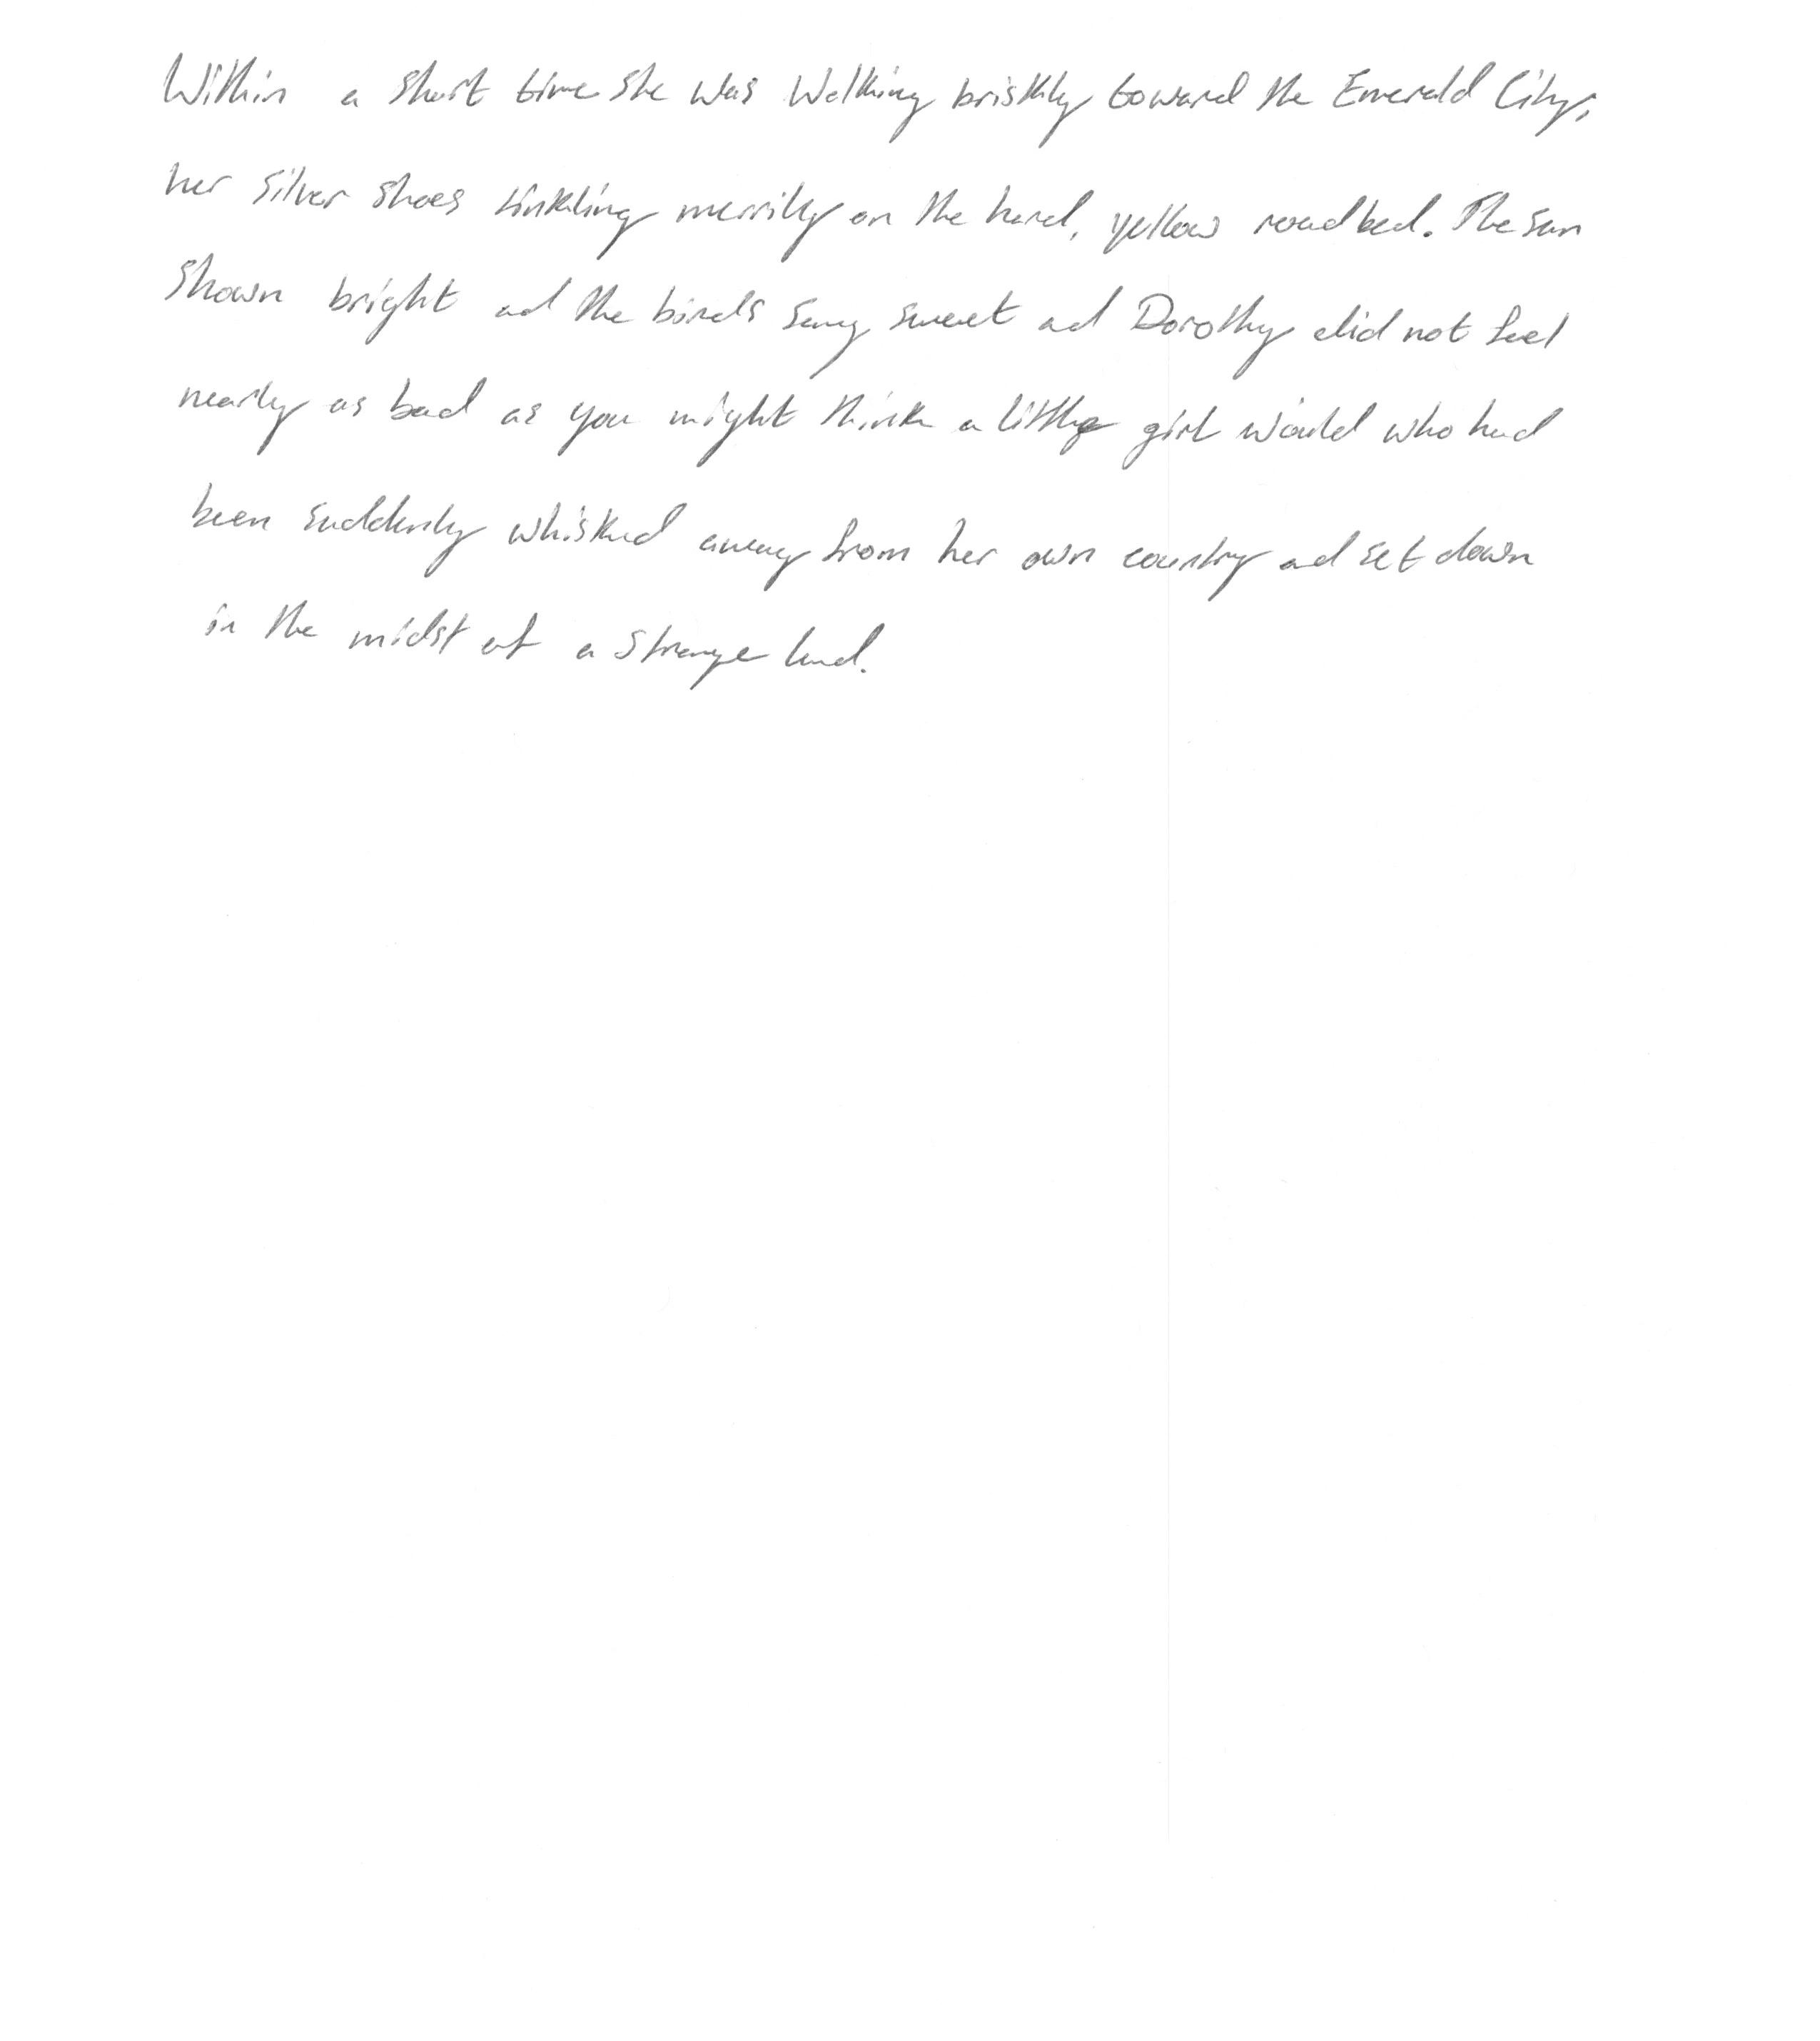 Within a short time she was walking briskly toward the Emerald City,
her silver shoes tinkling merrily on the hard, yellow roadbed. The sun
shown bright and the birds sang sweet and Dorothy did not feel
nearly as bad as you might think a little girl would who had
been suddenly whisked away from her own country and set down
in the midst of a strange land.